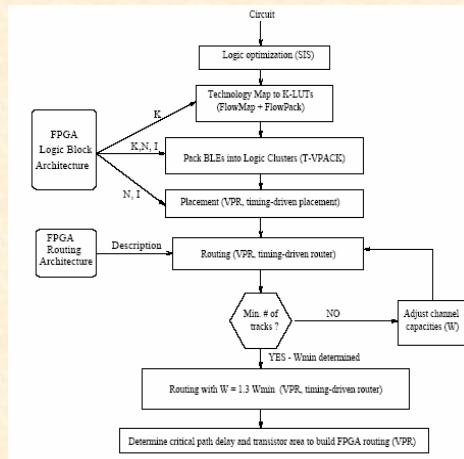 Circuit
Logic optimization (SIS)
Technology Map to K-LUTs
(FlowMap + FlowPack)
K
FPGA
Logic Block
Architecture
K,N, I
Pack BLEs into Logic Clusters (T-VPACK)
N, I
Placement (VPR, timing-driven placement)
FPGA
Routing
Architecture
Description
Routing (VPR, timing-driven router)
Min. # of
tracks ?
NO
Adjust channel
capacities (W)
YES - Wmin determined
Routing with W = 1.3 Wmin (VPR, timing-driven router)
Determine critical path delay and transistor area to build FPGA routing (VPR)